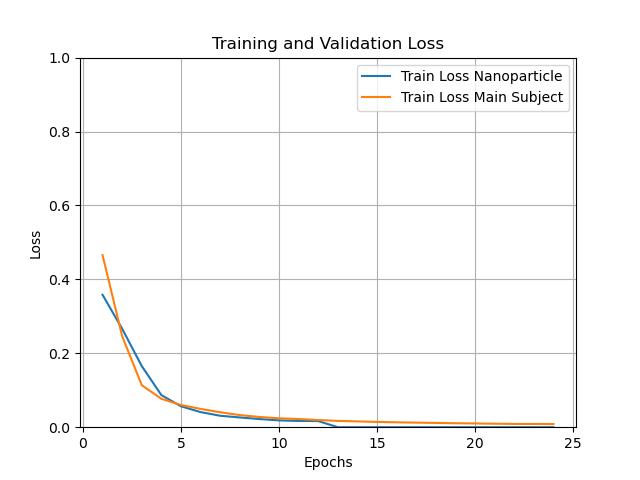 Training and Validation Loss
Train Loss Nanoparticle
Train Loss Main Subject
1.0
0.8
0.6
0.4
0.2
0.0
Loss
0 5 10 15 20 25
Epochs